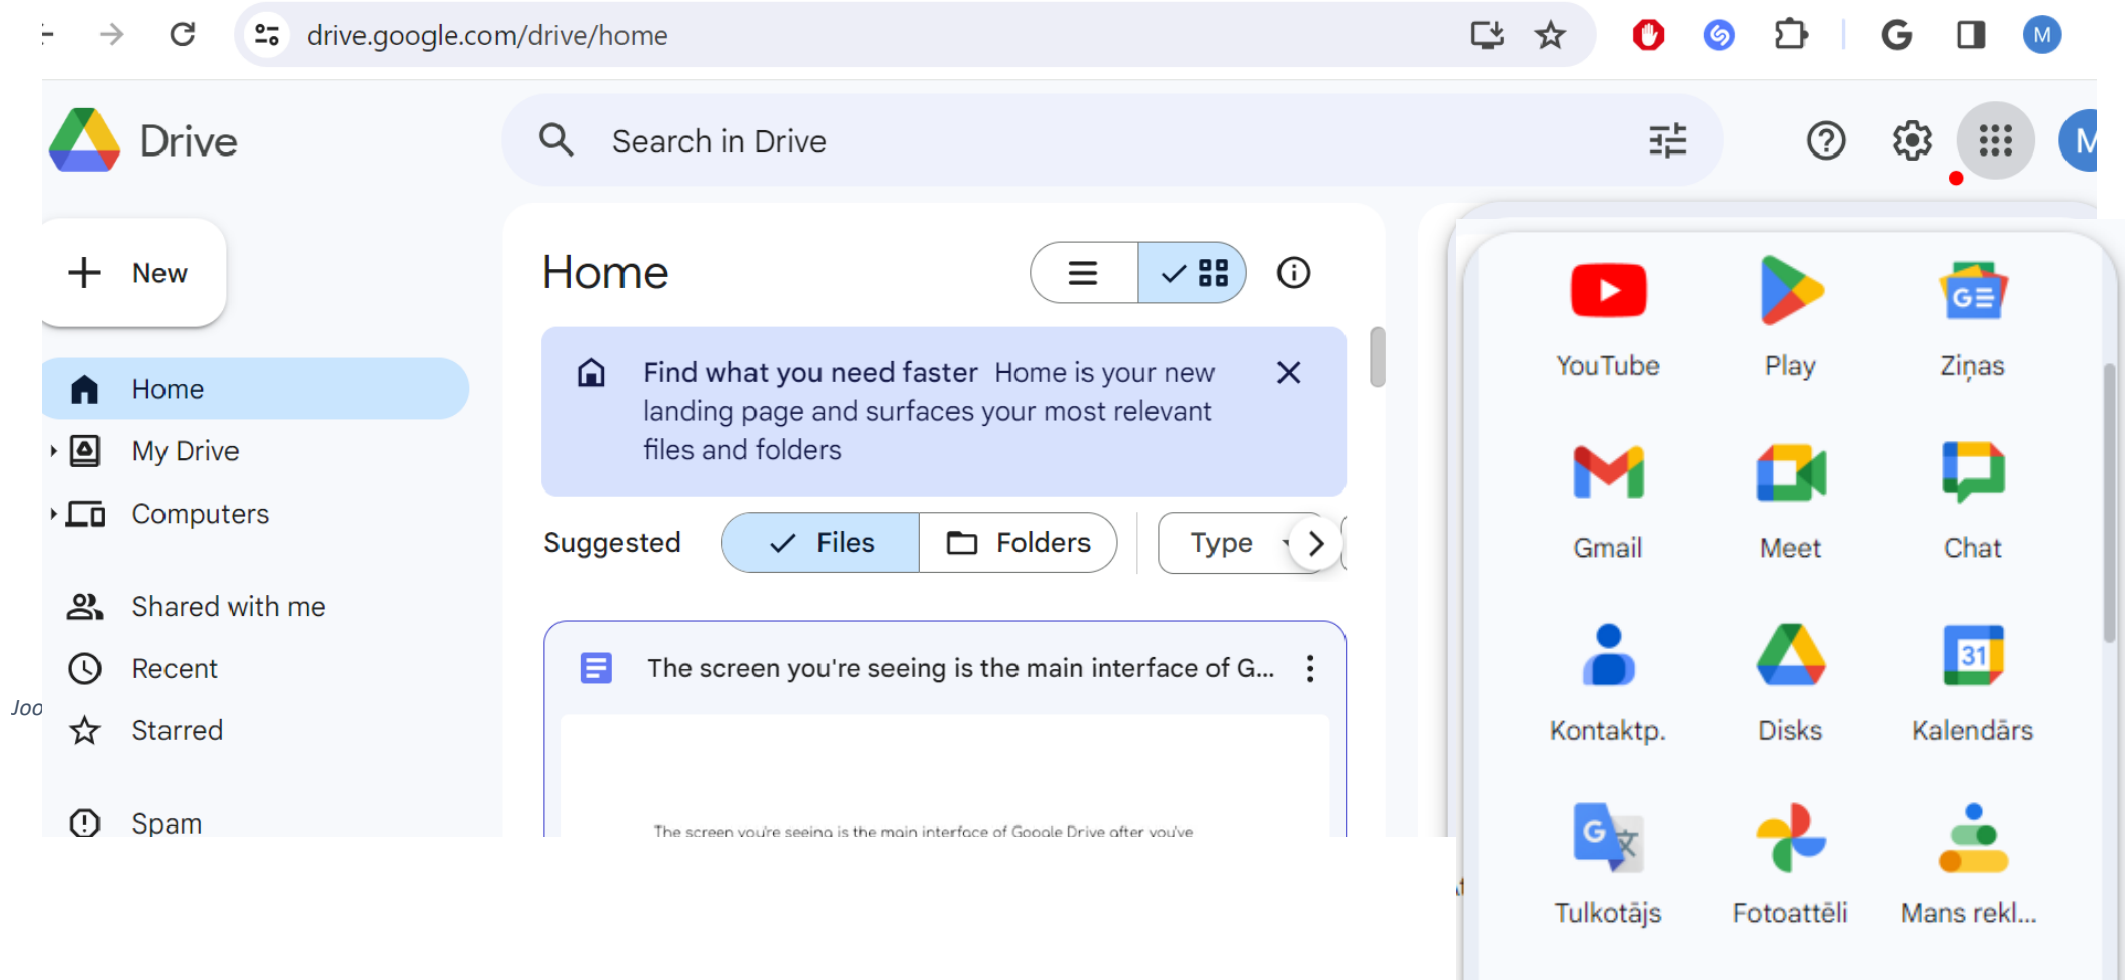 drive.google.com/drive/home
M
Drive
Search in Drive
M
New
Home
My Drive
Computers
Shared with me
Recent
Joo
Starred
Spam
Home
Find what you need faster Home is your new
landing page and surfaces your most relevant
files and folders
Suggested
Files
Folders
Type
The screen you're seeing is the main interface of G...
The screen you're seeing is the main interface of Google Drive after you've
YouTube
Play
Ziņas
Gmail
Meet
Chat
Kontaktp.
Disks
31
Kalendārs
Tulkotājs
Fotoattēli
Mans rekl...